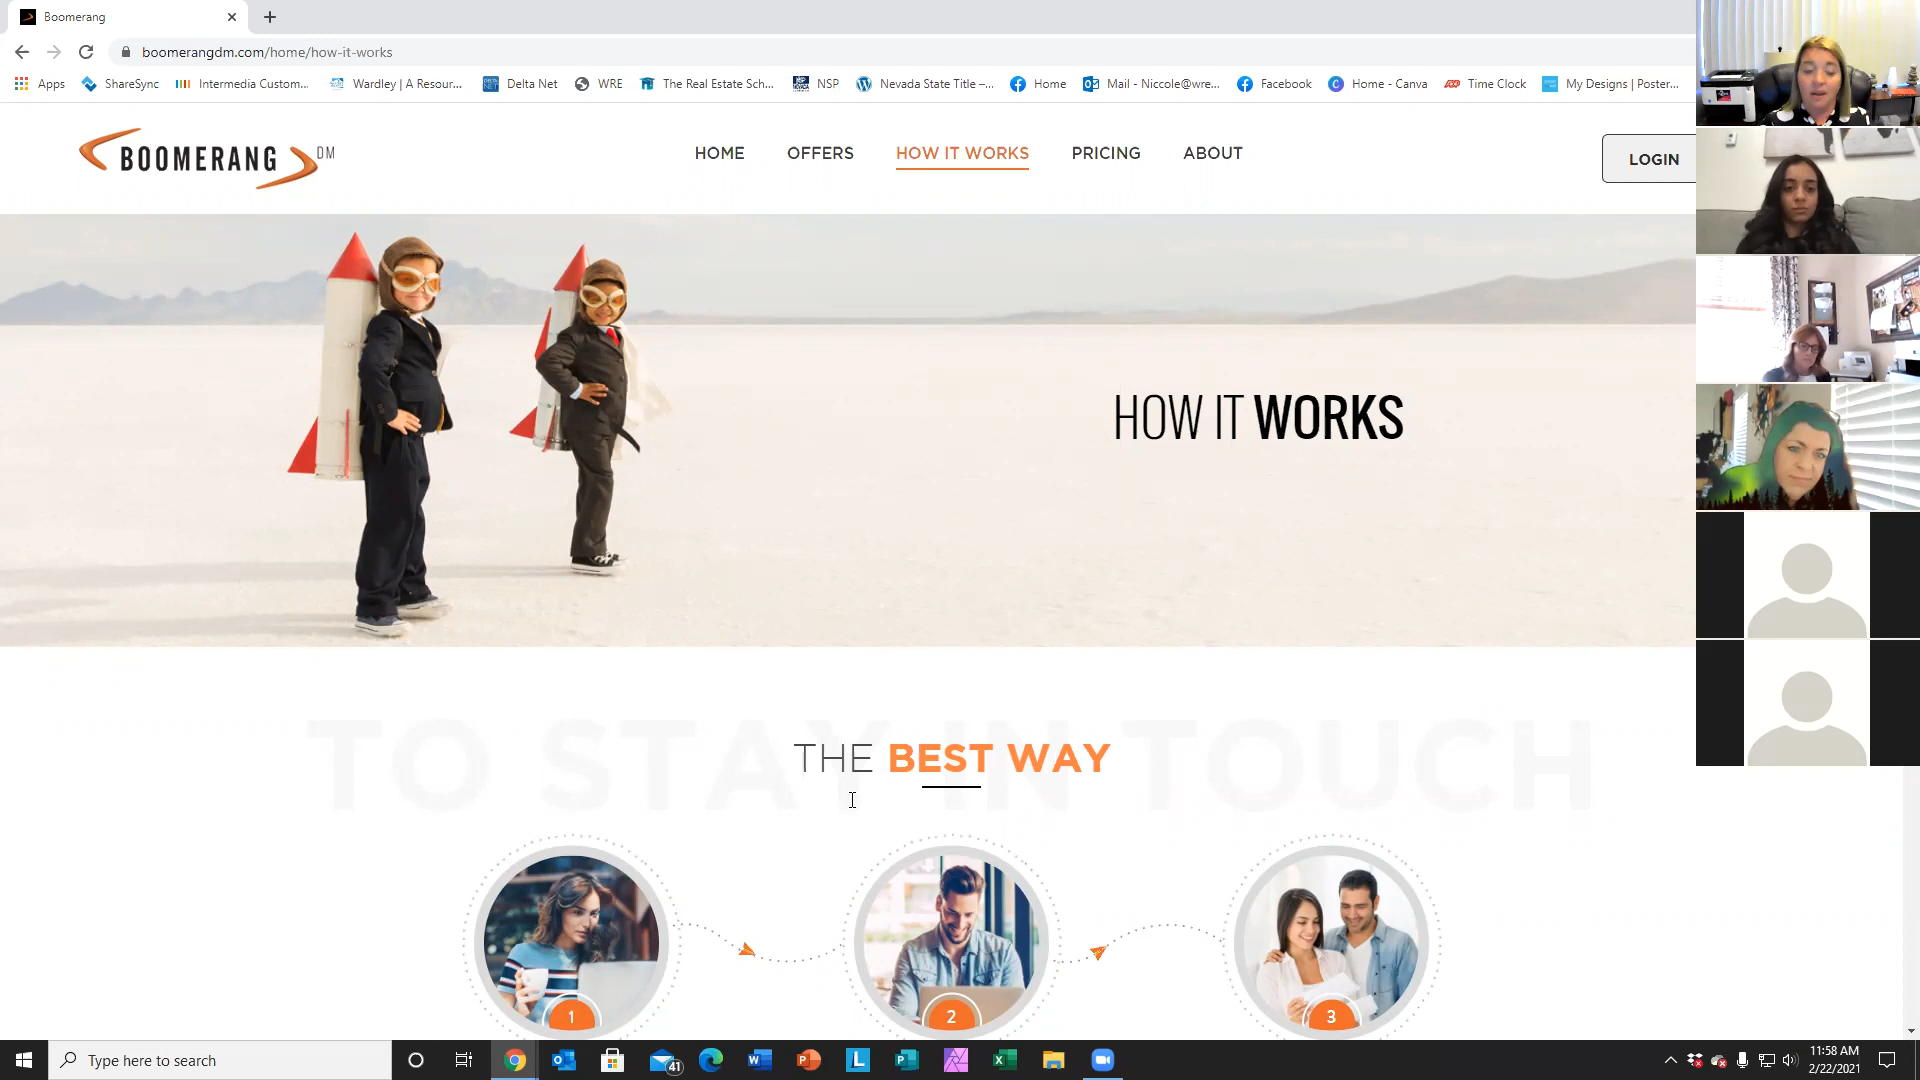 Boomerang
boomerangdm.com/home/how-it-works
Apps ShareSync Intermedia Custom... Wardley | A Resour... Delta Net WRE The Real Estate Sch... NSP Nevada State Title –... Home Mail - Niccole@wre... Facebook Home - Canva Time Clock My Designs | Poster...
BOOMERANG DM
HOME OFFERS HOW IT WORKS PRICING ABOUT
LOGIN
HOW IT WORKS
TO STAY IN TOUCH
THE BEST WAY
1 2 3
Type here to search
41
11:58 AM
2/22/2021